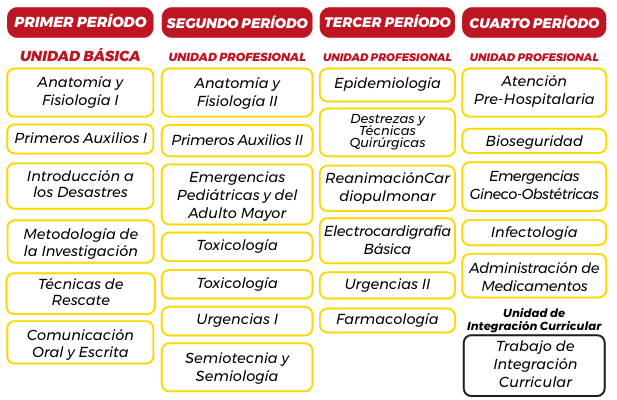 PRIMER PERÍODO
UNIDAD BÁSICA
Anatomía y
Fisiología I
Primeros Auxilios I
Introducción a
los Desastres
Metodología de
la Investigación
Técnicas de
Rescate
Comunicación
Oral y Escrita
SEGUNDO PERÍODO
UNIDAD PROFESIONAL
Anatomía y
Fisiología II
Primeros Auxilios II
Emergencias
Pediátricas y del
Adulto Mayor
Toxicología
Toxicología
Urgencias I
Semiotecnia y
Semiología
TERCER PERÍODO
UNIDAD PROFESIONAL
Epidemiología
Destrezas y
Técnicas
Quirúrgicas
ReanimaciónCar
diopulmonar
Electrocardigrafía
Básica
Urgencias II
Farmacología
CUARTO PERÍODO
UNIDAD PROFESIONAL
Atención
Pre-Hospitalaria
Bioseguridad
Emergencias
Gineco-Obstétricas
Infectología
Administración de
Medicamentos
Unidad de
Integración Curricular
Trabajo de
Integración
Curricular